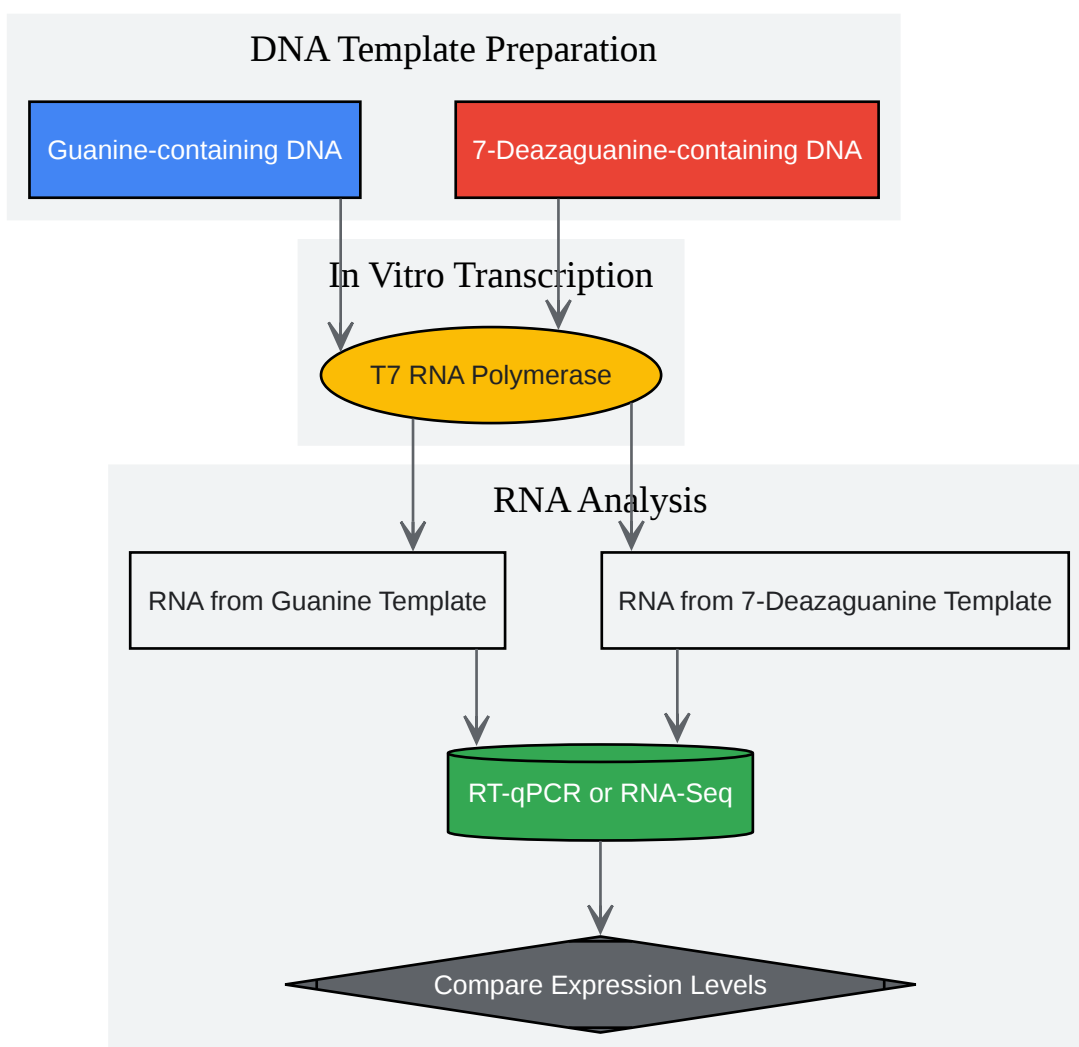 DNA Template Preparation
Guanine-containing DNA
7-Deazaguanine-containing DNA
In Vitro Transcription
T7 RNA Polymerase
RNA Analysis
RNA from Guanine Template
RNA from 7-Deazaguanine Template
RT-qPCR or RNA-Seq
Compare Expression Levels